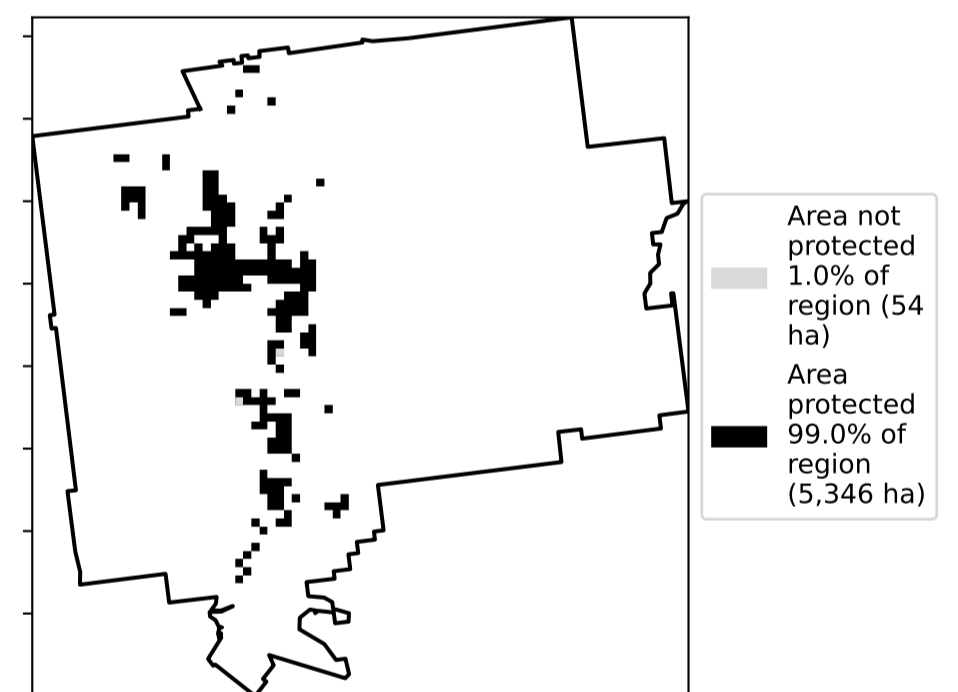 Area not
protected
1.0% of
region (54
ha)
Area
protected
99.0% of
region
(5,346 ha)